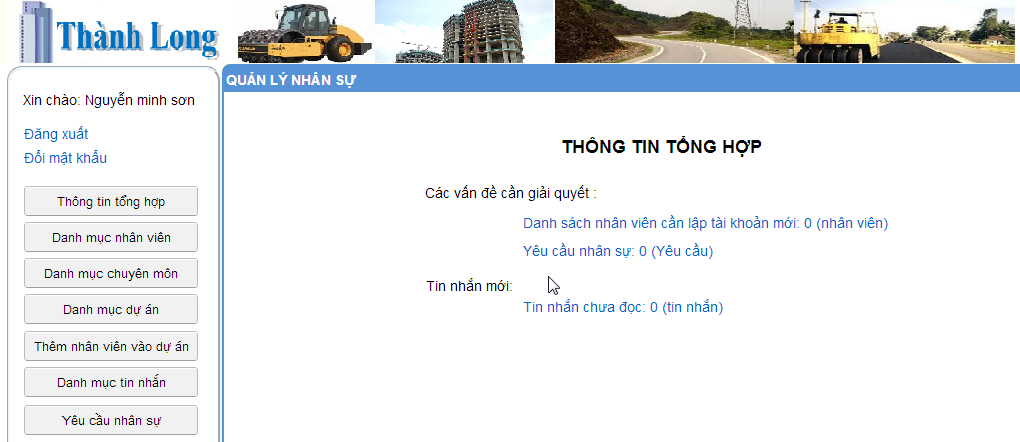 Thành Long
QUẢN LÝ NHÂN SỰ
Xin chào: Nguyễn minh sơn
Đăng xuất
Đổi mật khẩu
Thông tin tổng hợp
Danh mục nhân viên
Danh mục chuyên môn
Danh mục dự án
Thêm nhân viên vào dự án
Danh mục tin nhắn
Yêu cầu nhân sự
THÔNG TIN TỔNG HỢP
Các vấn đề cần giải quyết :
Danh sách nhân viên cần lập tài khoản mới: 0 (nhân viên)
Yêu cầu nhân sự: 0 (Yêu cầu)
Tin nhắn mới:
Tin nhắn chưa đọc: 0 (tin nhắn)